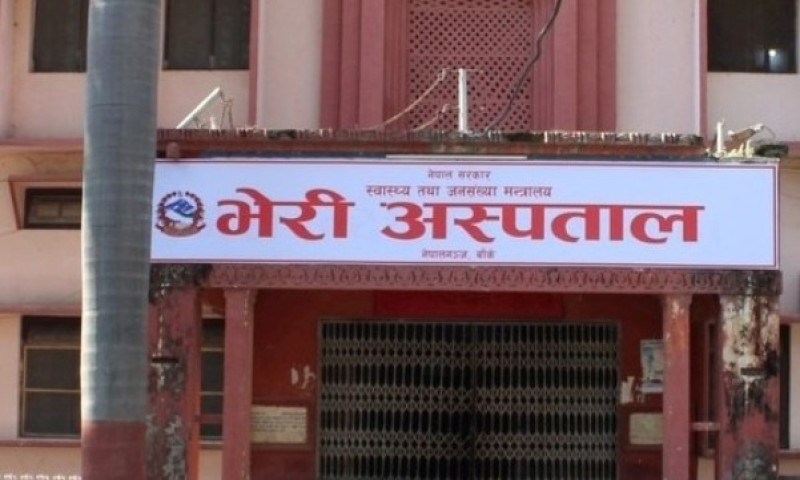 नेपाल सरकार
स्वास्थ्य तथा जनसंख्या मन्त्रालय
भेरी अस्पताल
नेपालगञ्ज, बाँके